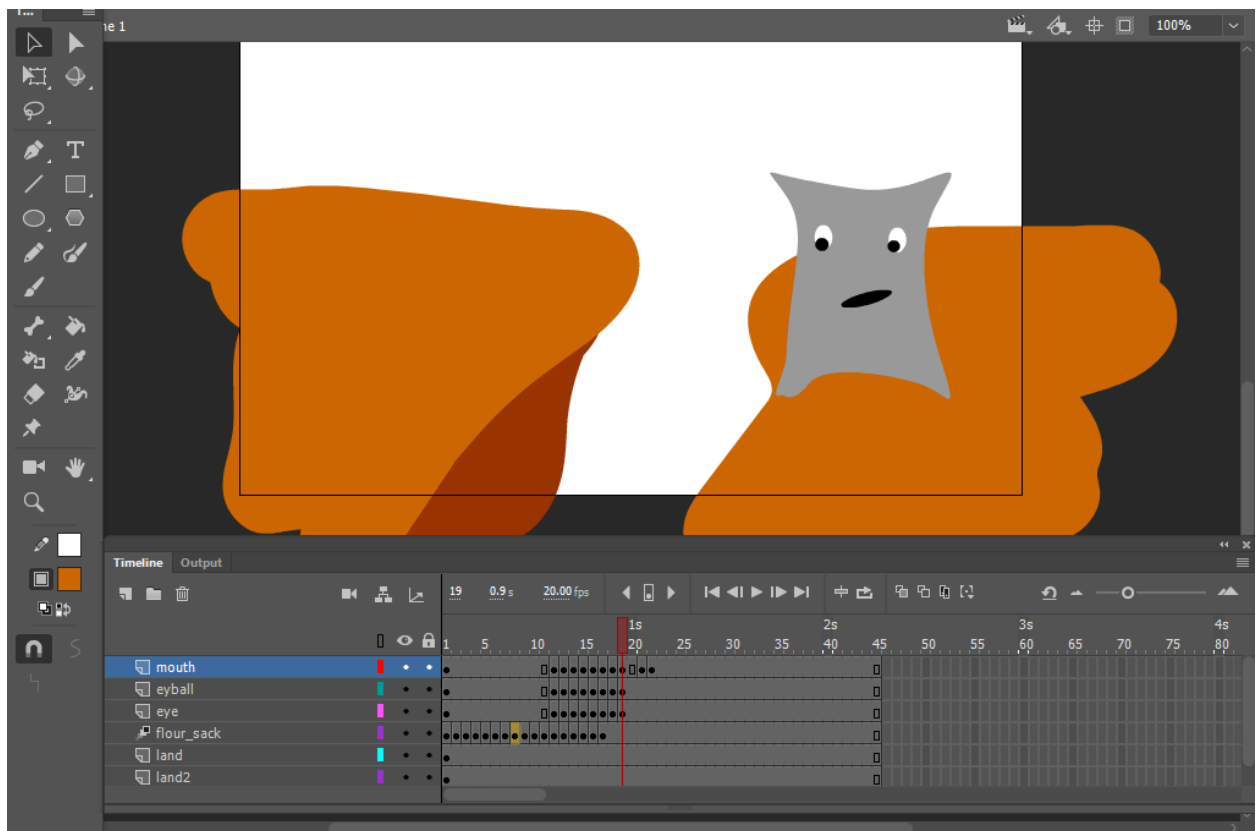 T...
ne 1
100%
T
Timeline Output
19 0.9 s 20.00 fps
1s 2s 3s 4s
1 5 10 15 20 25 30 35 40 45 50 55 60 65 70 75 80
mouth
eyball
eye
flour_sack
land
land2